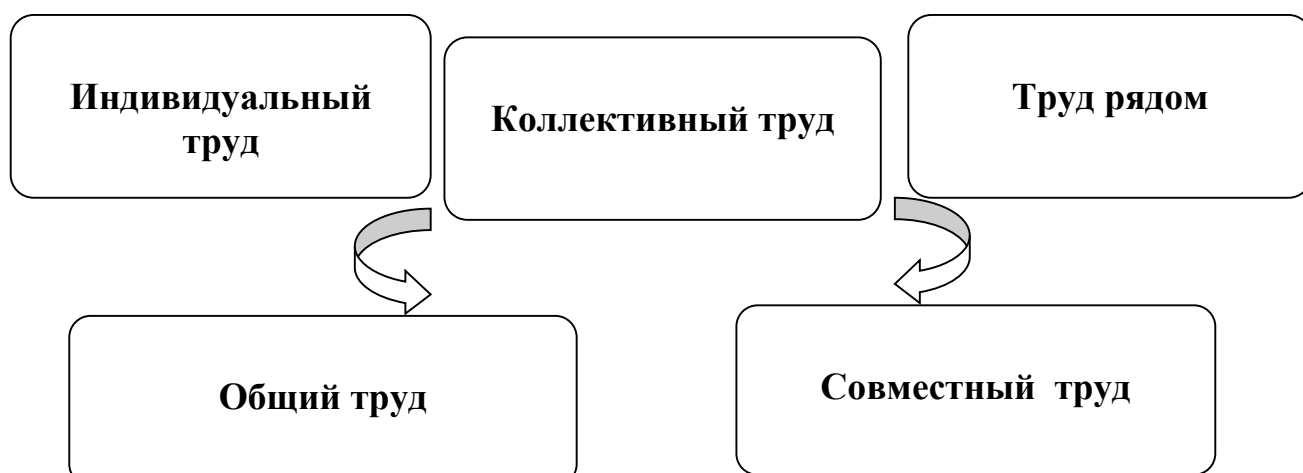 Индивидуальный
труд
Коллективный труд
Труд рядом
Общий труд
Совместный труд